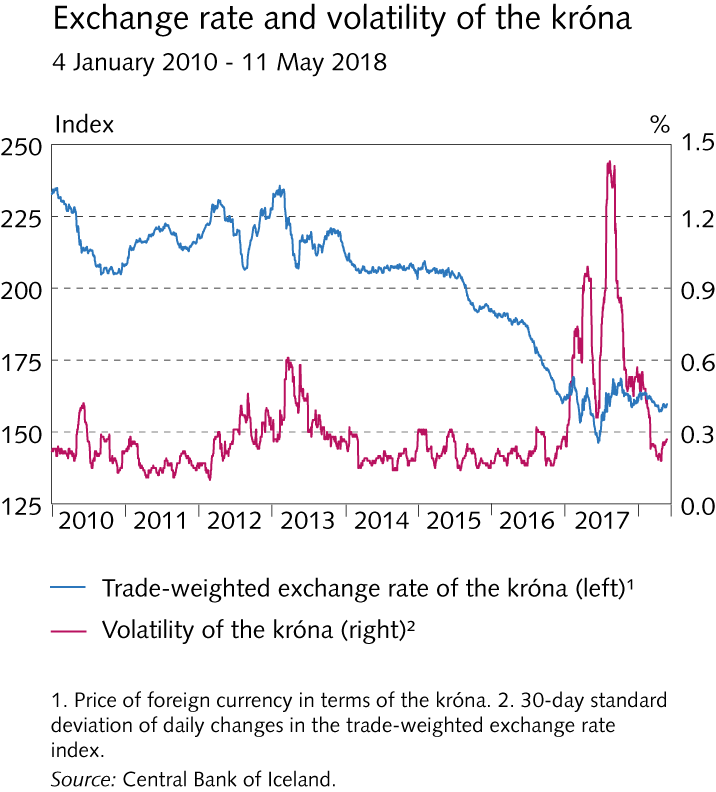 Exchange rate and volatility of the króna
4 January 2010 - 11 May 2018
Index %
250 1.5
225 1.2
200 0.9
175 0.6
150 0.3
125 0.0
2010 2011 2012 2013 2014 2015 2016 2017
Trade-weighted exchange rate of the króna (left)¹
Volatility of the króna (right)²
1. Price of foreign currency in terms of the króna. 2. 30-day standard
deviation of daily changes in the trade-weighted exchange rate
index.
Source: Central Bank of Iceland.